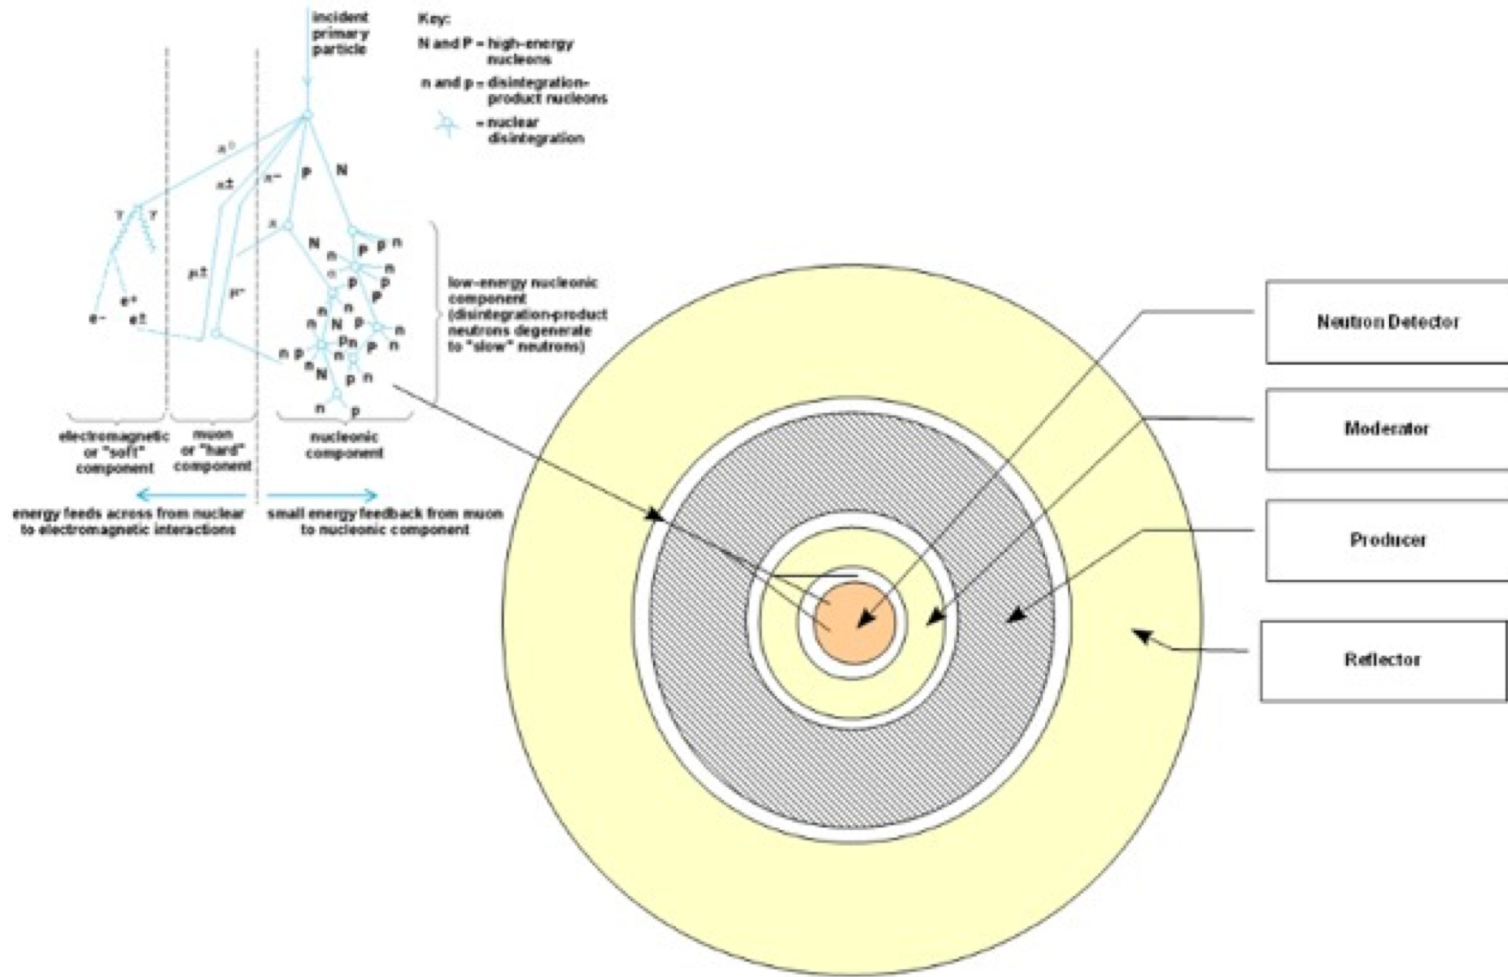 incident
primary
particle
Key:
N and P = high-energy
nucleons
n and p = disintegration-
product nucleons
= nuclear
disintegration
π°
π±
π-
P
N
γ γ
μ±
μ-
e-
e+
e±
low-energy nucleonic
component
(disintegration-product
neutrons degenerate
to "slow" neutrons)
electromagnetic
or "soft"
component
muon
or "hard"
component
nucleonic
component
energy feeds across from nuclear
to electromagnetic interactions
small energy feedback from muon
to nucleonic component
Neutron Detector
Moderator
Producer
Reflector